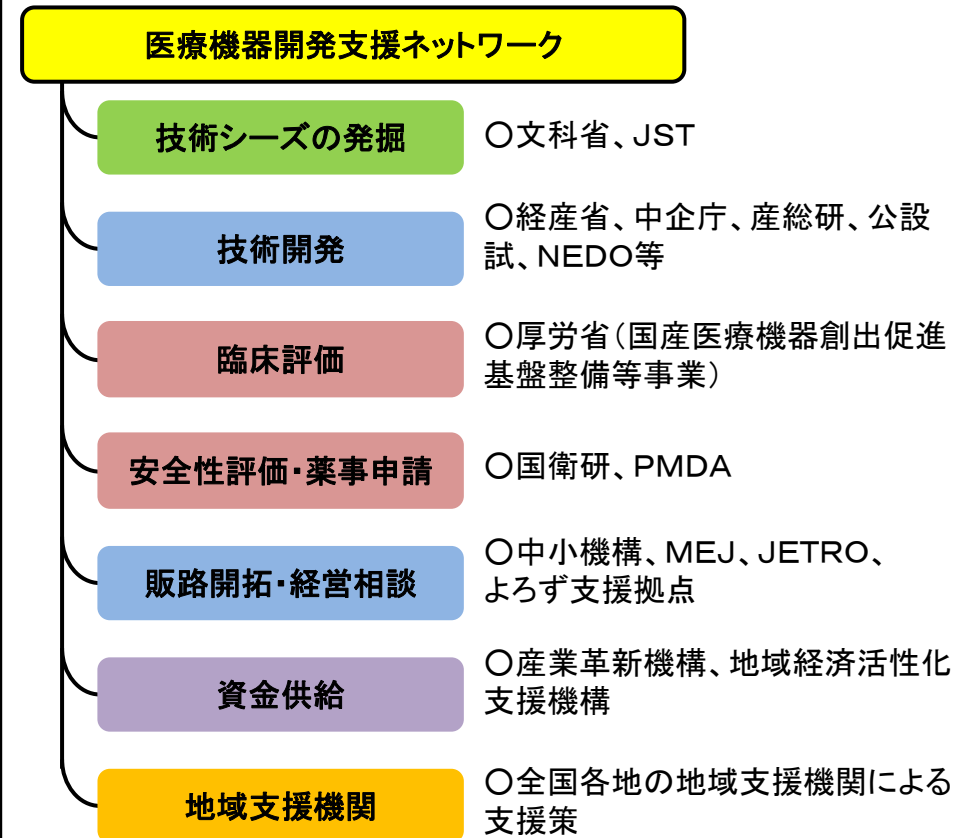 医療機器開発支援ネットワーク
技術シーズの発掘
○文科省、JST
技術開発
○経産省、中企庁、産総研、公設
試、NEDO等
臨床評価
○厚労省（国産医療機器創出促進
基盤整備等事業）
安全性評価・薬事申請
○国衛研、PMDA
販路開拓・経営相談
○中小機構、MEJ、JETRO、
よろず支援拠点
資金供給
○産業革新機構、地域経済活性化
支援機構
地域支援機関
○全国各地の地域支援機関による
支援策